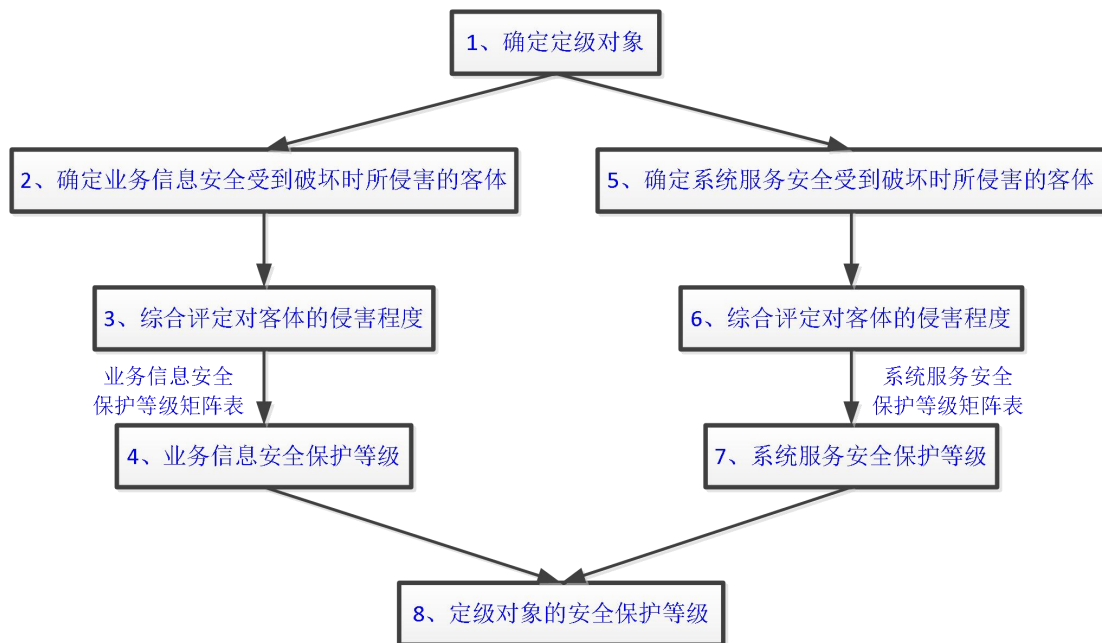 1、确定定级对象
2、确定业务信息安全受到破坏时所侵害的客体
5、确定系统服务安全受到破坏时所侵害的客体
3、综合评定对客体的侵害程度
6、综合评定对客体的侵害程度
业务信息安全
保护等级矩阵表
系统服务安全
保护等级矩阵表
4、业务信息安全保护等级
7、系统服务安全保护等级
8、定级对象的安全保护等级